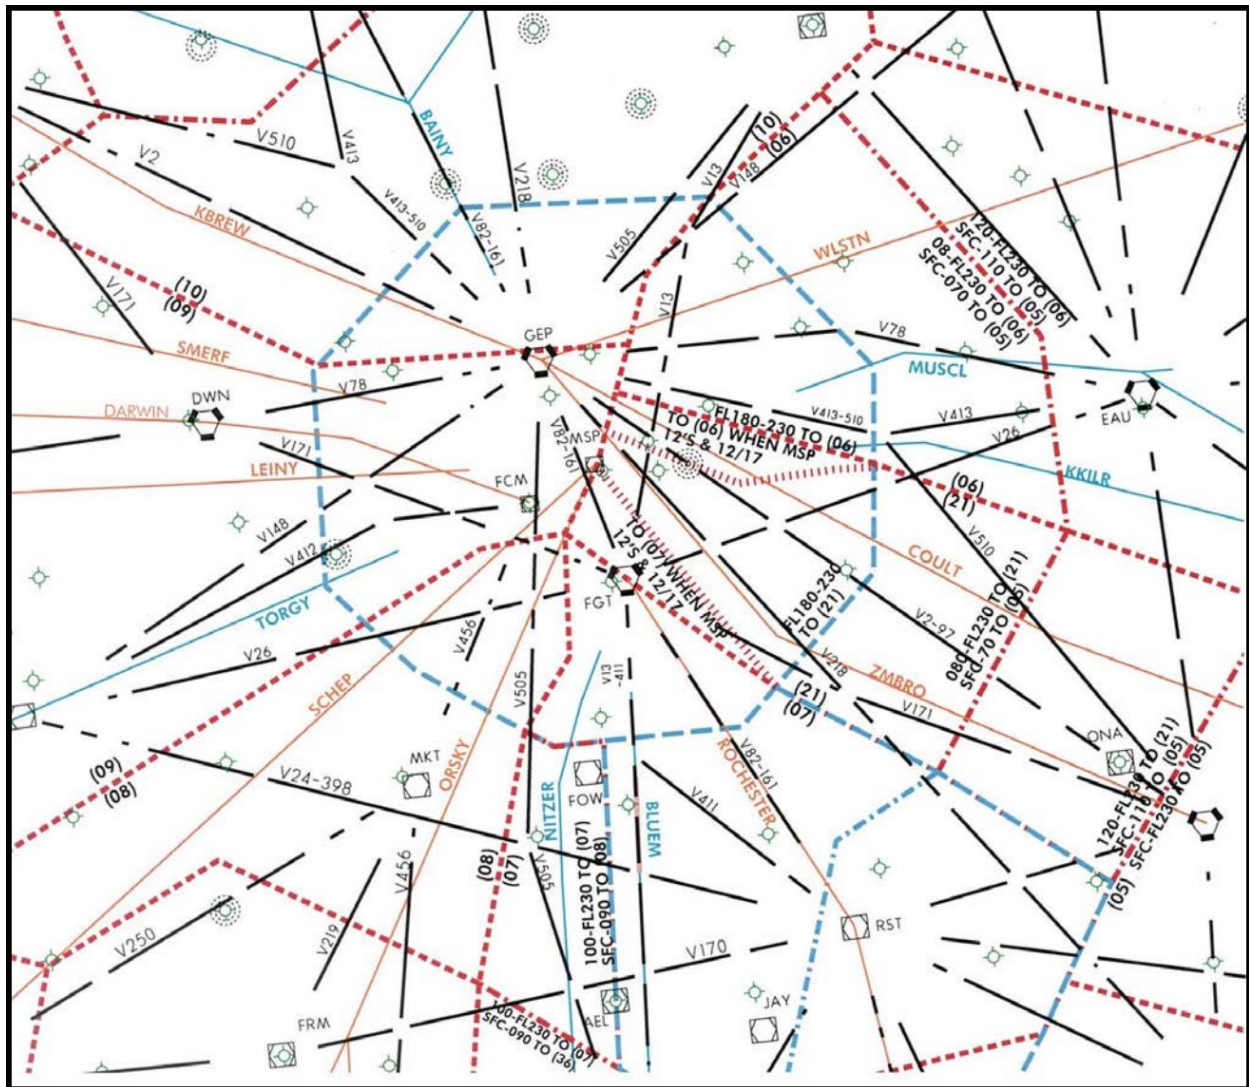 V510
V413
BAINY
V218
V2
V413-510
V82-161
KBREW
V13
V148
(10)
(06)
V505
WLSTN
120-FL230 TO (06)
SFC-110 TO (05)
08-FL230 TO (06)
SFC-070 TO (05)
V171
(10)
(09)
V13
GEP
V78
MUSCL
SMERF
V78
DWN
DARWIN
FL180-230 TO (06)
TO (06) WHEN MSP
12'S & 12/17
V413-510
V413
V26
EAU
V82-161
MSP
V171
LEINY
FCM
KKILR
(06)
(21)
V148
V412
V510
TO (07) WHEN MSP
12'S & 12/17
COULT
FL180-230
TO (21)
FGT
TORGY
V2-97
080-FL230 TO (21)
SFC-70 TO (05)
V456
V26
V13
-411
V218
ZMBRO
SCHEP
V505
(21)
(07)
V171
ONA
ORSKY
MKT
ROCHESTER
V82-161
(09)
(08)
V24-398
FOW
NITZER
BLUEM
V411
120-FL230 TO (21)
SFC-110 TO (05)
SFC-FL230 TO (05)
(08)
(07)
V505
V456
100-FL230 TO (07)
SFC-090 TO (08)
(05)
V250
V219
RST
V170
FRM
100-FL230 TO (07)
SFC-090 TO (36)
AEL
JAY